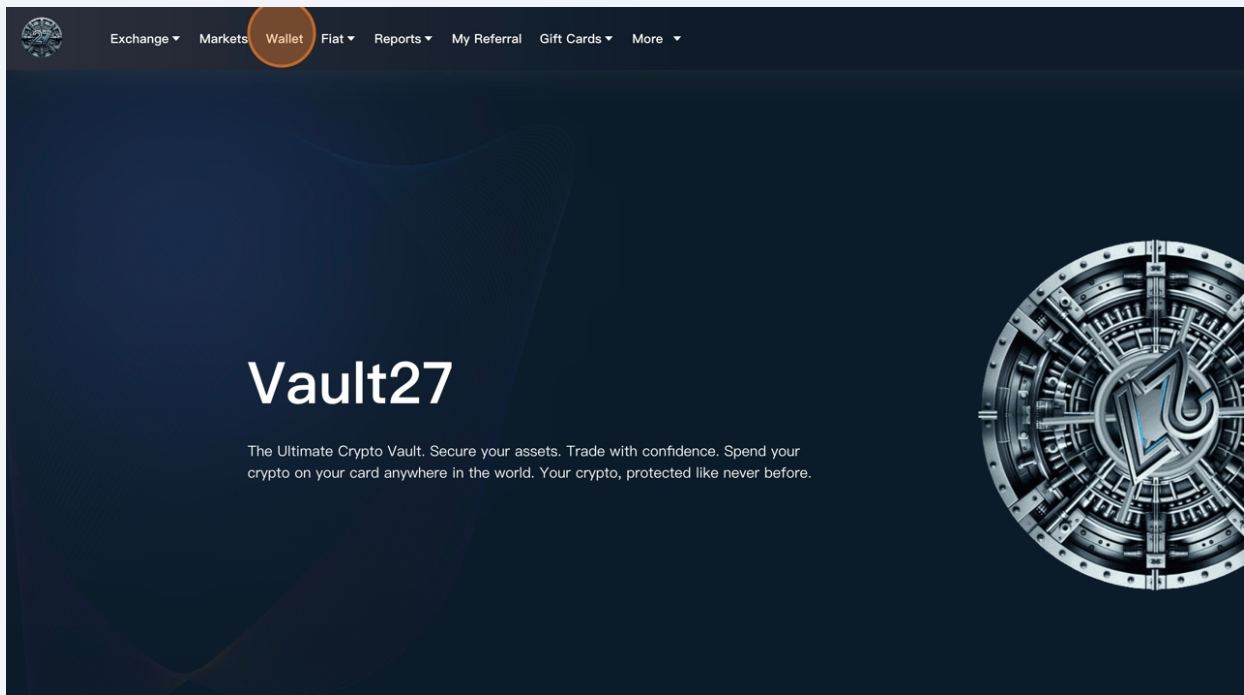 27
Exchange Markets Wallet Fiat Reports My Referral Gift Cards More
Vault27
The Ultimate Crypto Vault. Secure your assets. Trade with confidence. Spend your
crypto on your card anywhere in the world. Your crypto, protected like never before.